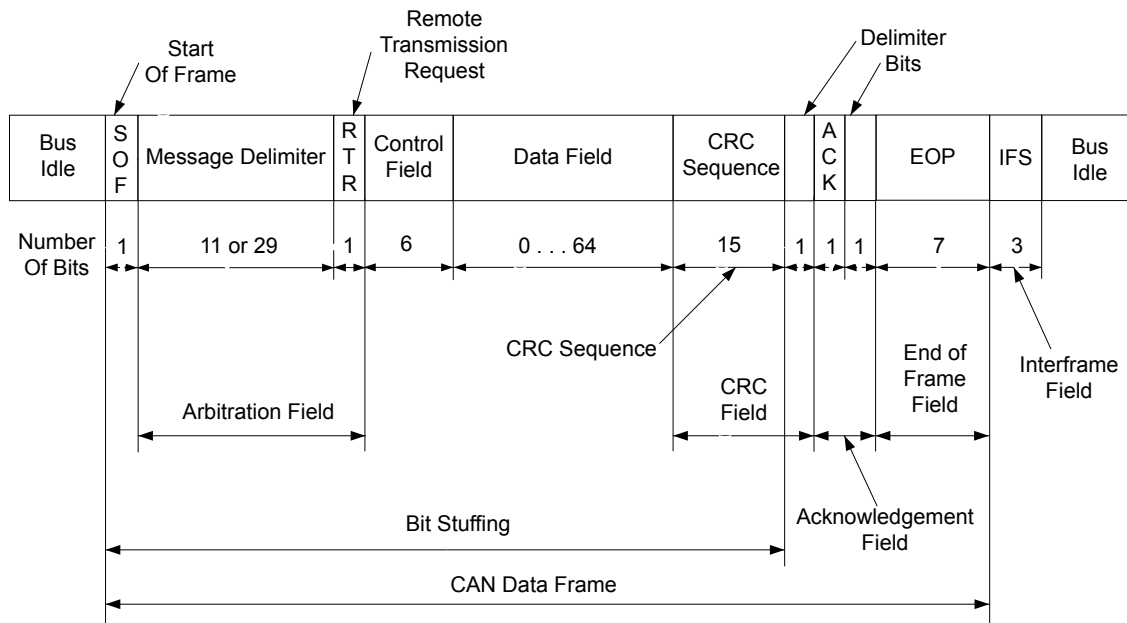 Start
Of Frame
Remote
Transmission
Request
Delimiter
Bits
Bus
Idle
S
O
F
Message Delimiter
R
T
R
Control
Field
Data Field
CRC
Sequence
A
C
K
EOP
IFS
Bus
Idle
Number
Of Bits
1
11 or 29
1
6
0 . . . 64
15
1
1
1
7
3
CRC Sequence
Arbitration Field
CRC
Field
End of
Frame
Field
Interframe
Field
Bit Stuffing
Acknowledgement
Field
CAN Data Frame